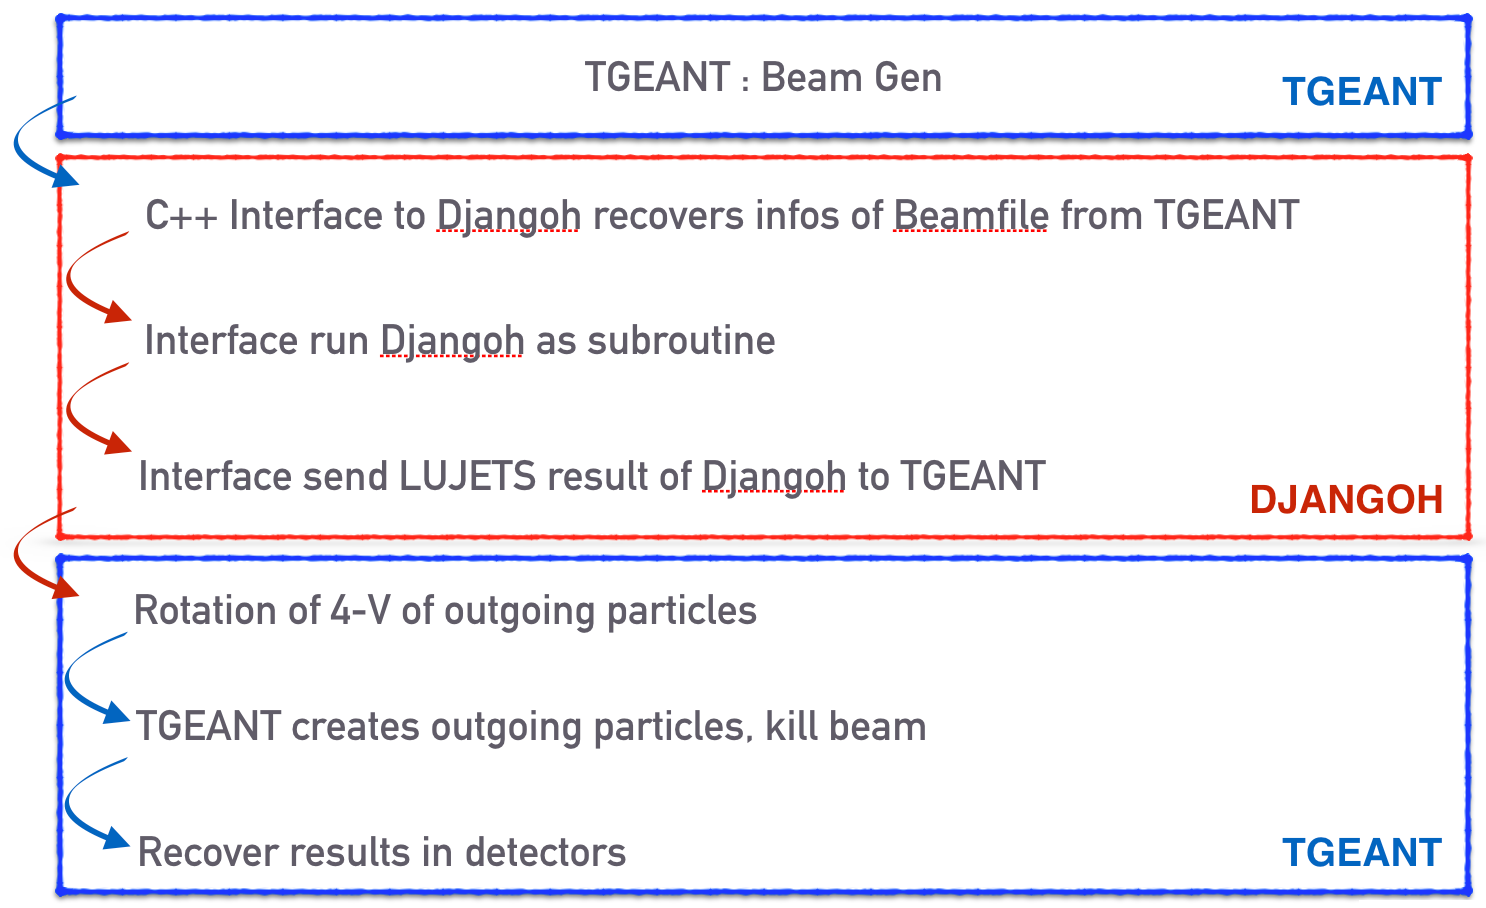 TGEANT : Beam Gen
TGEANT
C++ Interface to Djangoh recovers infos of Beamfile from TGEANT
Interface run Djangoh as subroutine
Interface send LUJETS result of Djangoh to TGEANT
DJANGOH
Rotation of 4-V of outgoing particles
TGEANT creates outgoing particles, kill beam
Recover results in detectors
TGEANT